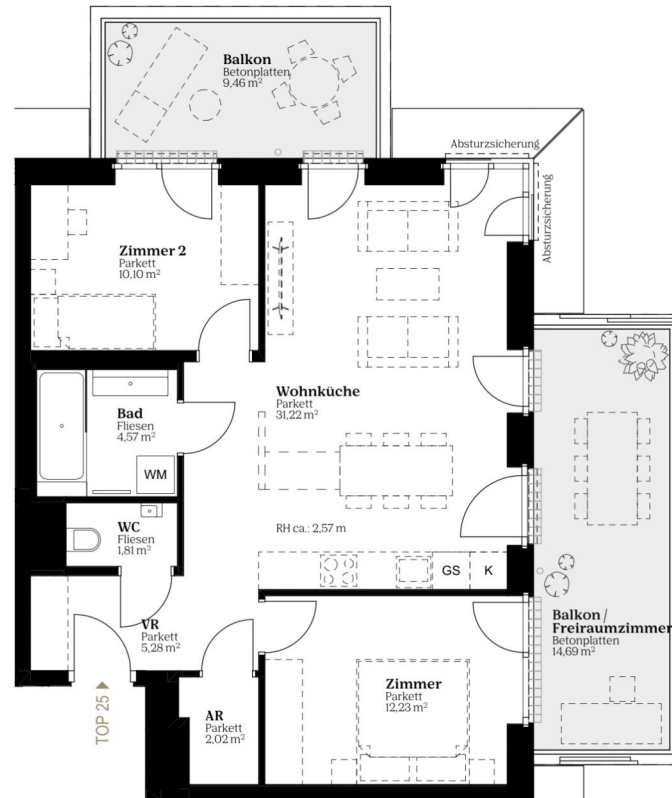 Balkon
Betonplatten
9,46 m²
Absturzsicherung
Absturzsicherung
Zimmer 2
Parkett
10,10 m²
Wohnküche
Parkett
31,22 m²
Bad
Fliesen
4,57 m²
WM
WC
Fliesen
1,81 m²
RH ca.: 2,57 m
GS
K
VR
Parkett
5,28 m²
Balkon /
Freiraumzimmer
Betonplatten
14,69 m²
Zimmer
Parkett
12,23 m²
AR
Parkett
2,02 m²
TOP 25